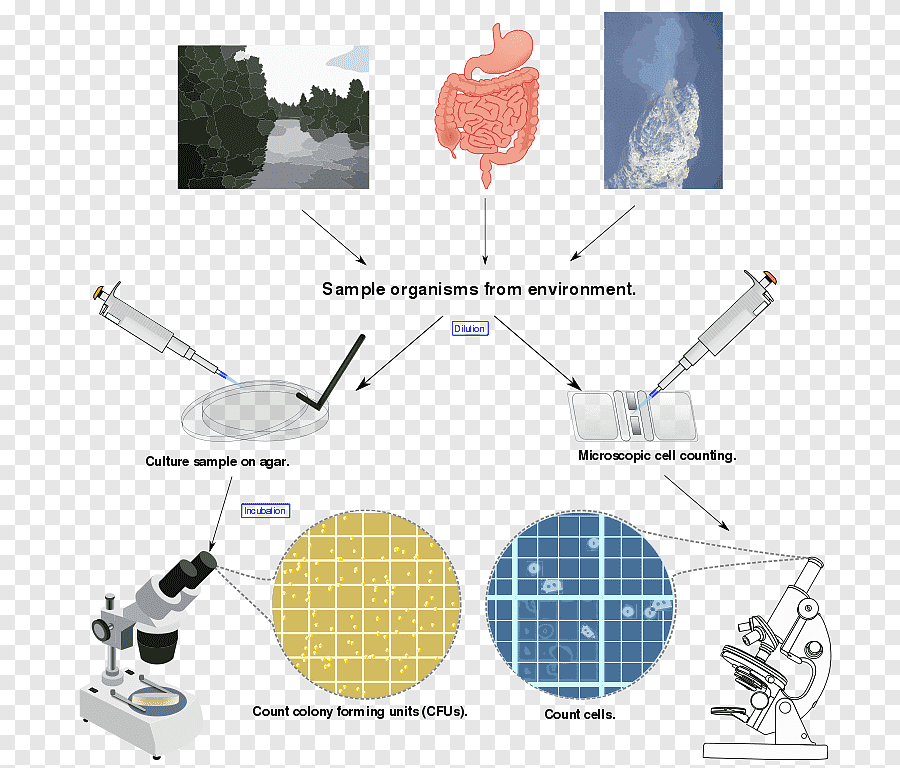 Sample organisms from environment.
Dilution
Culture sample on agar.
Microscopic cell counting.
Incubation
Count colony forming units (CFUs).
Count cells.